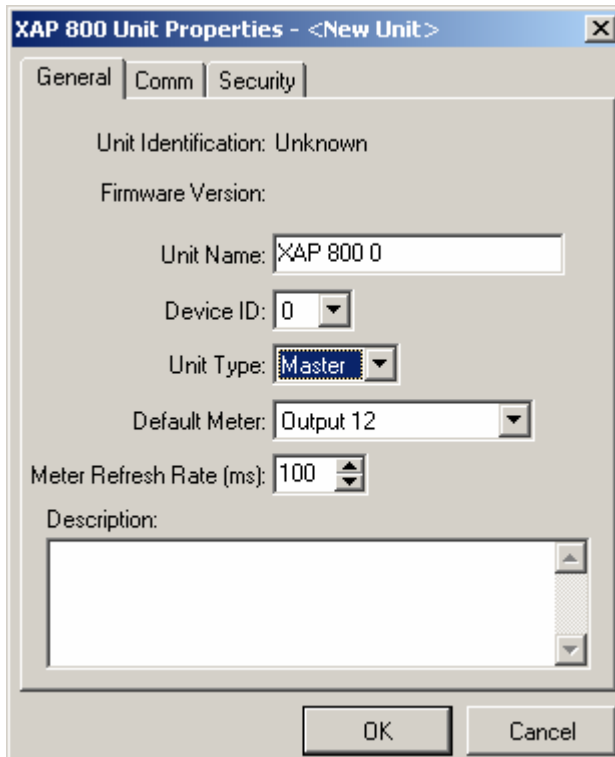 XAP 800 Unit Properties - <New Unit>
General Comm Security
Unit Identification: Unknown
Firmware Version:
Unit Name: XAP 800 0
Device ID: 0
Unit Type: Master
Default Meter: Output 12
Meter Refresh Rate (ms): 100
Description:
OK Cancel